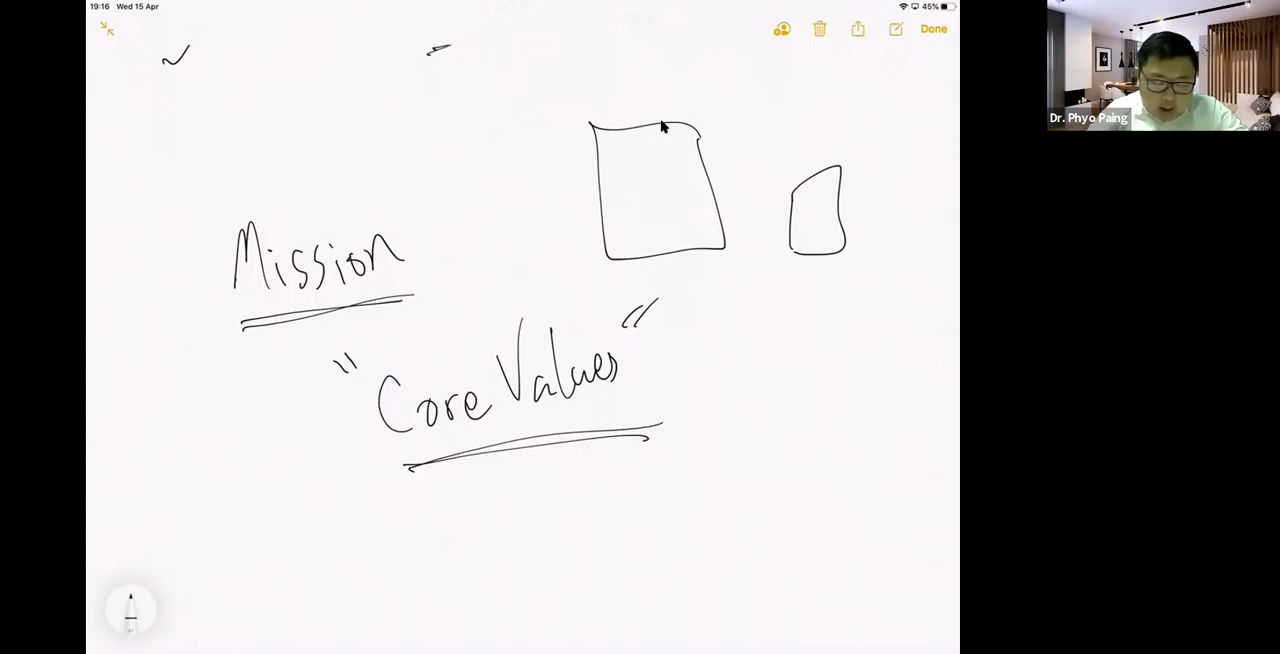 19:16 Wed 15 Apr
45%
Done
Dr. Phyo Paing
Mission
"Core Values"